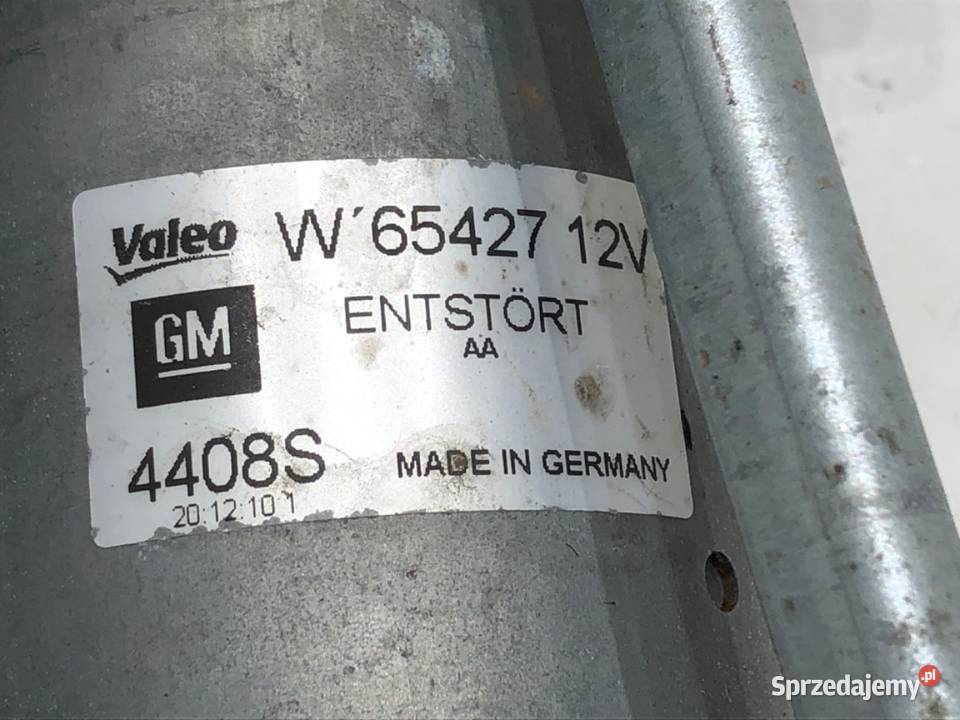 Valeo W´65427 12V
GM ENTSTÖRT
AA
4408S MADE IN GERMANY
20:12:10 1
Sprzedajemy.pl